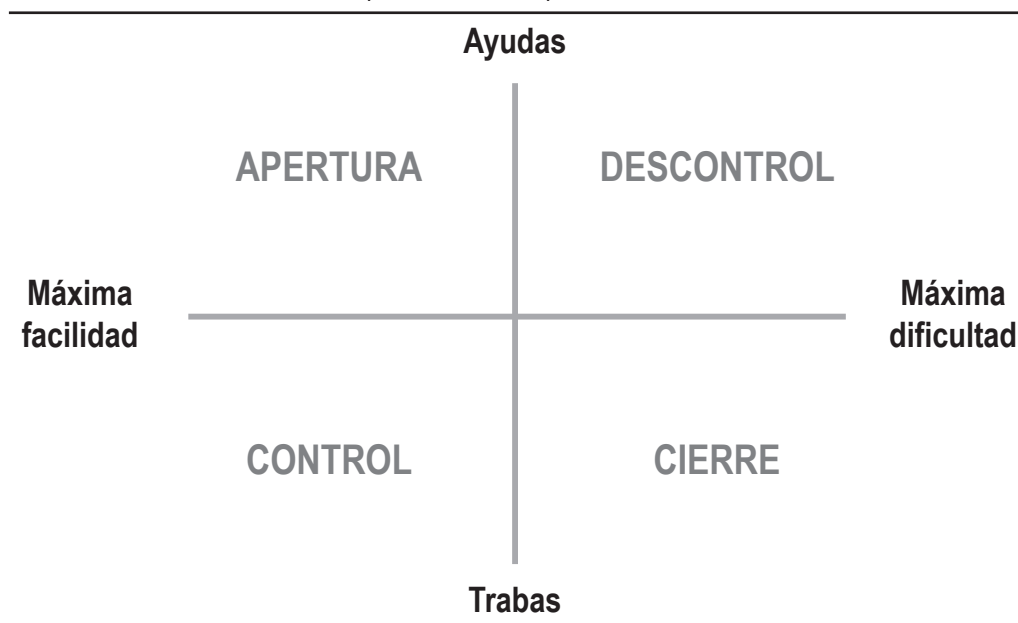 Ayudas
APERTURA DESCONTROL
Máxima
facilidad
Máxima
dificultad
CONTROL CIERRE
Trabas